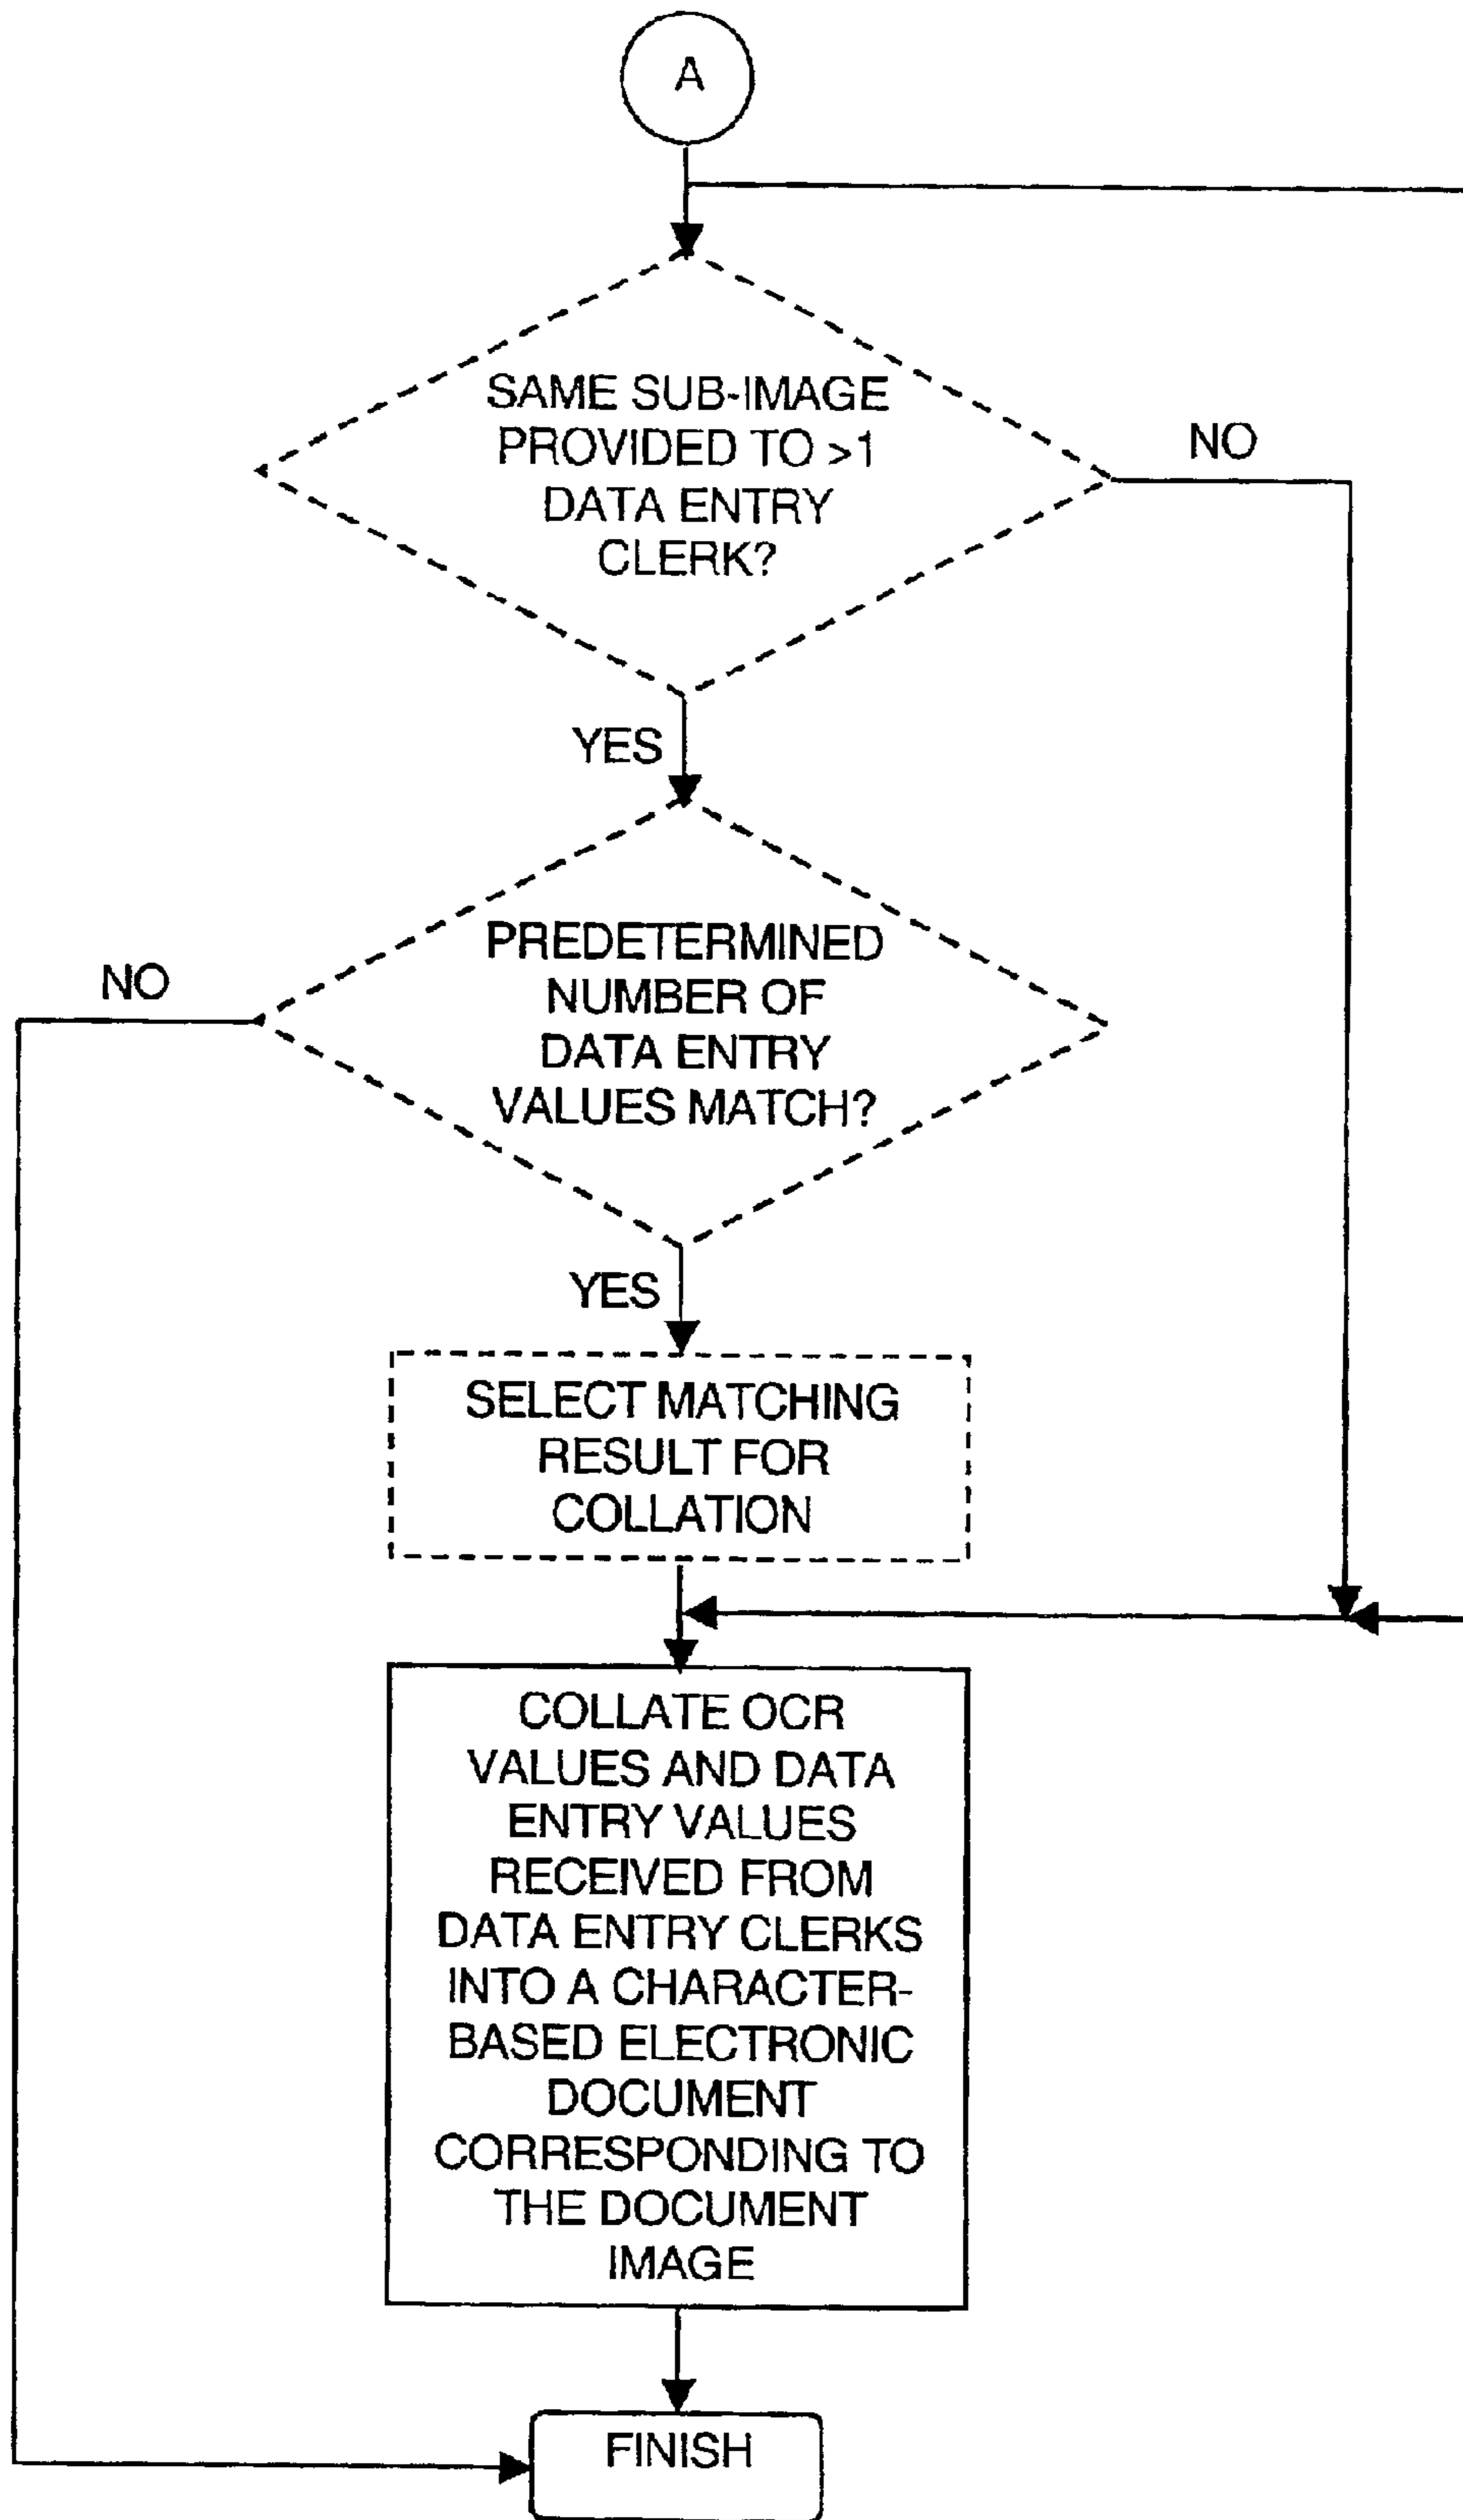 A
SAME SUB-IMAGE
PROVIDED TO >1
DATA ENTRY
CLERK?
NO
YES
PREDETERMINED
NUMBER OF
DATA ENTRY
VALUES MATCH?
NO
YES
SELECT MATCHING
RESULT FOR
COLLATION
COLLATE OCR
VALUES AND DATA
ENTRY VALUES
RECEIVED FROM
DATA ENTRY CLERKS
INTO A CHARACTER-
BASED ELECTRONIC
DOCUMENT
CORRESPONDING TO
THE DOCUMENT
IMAGE
FINISH